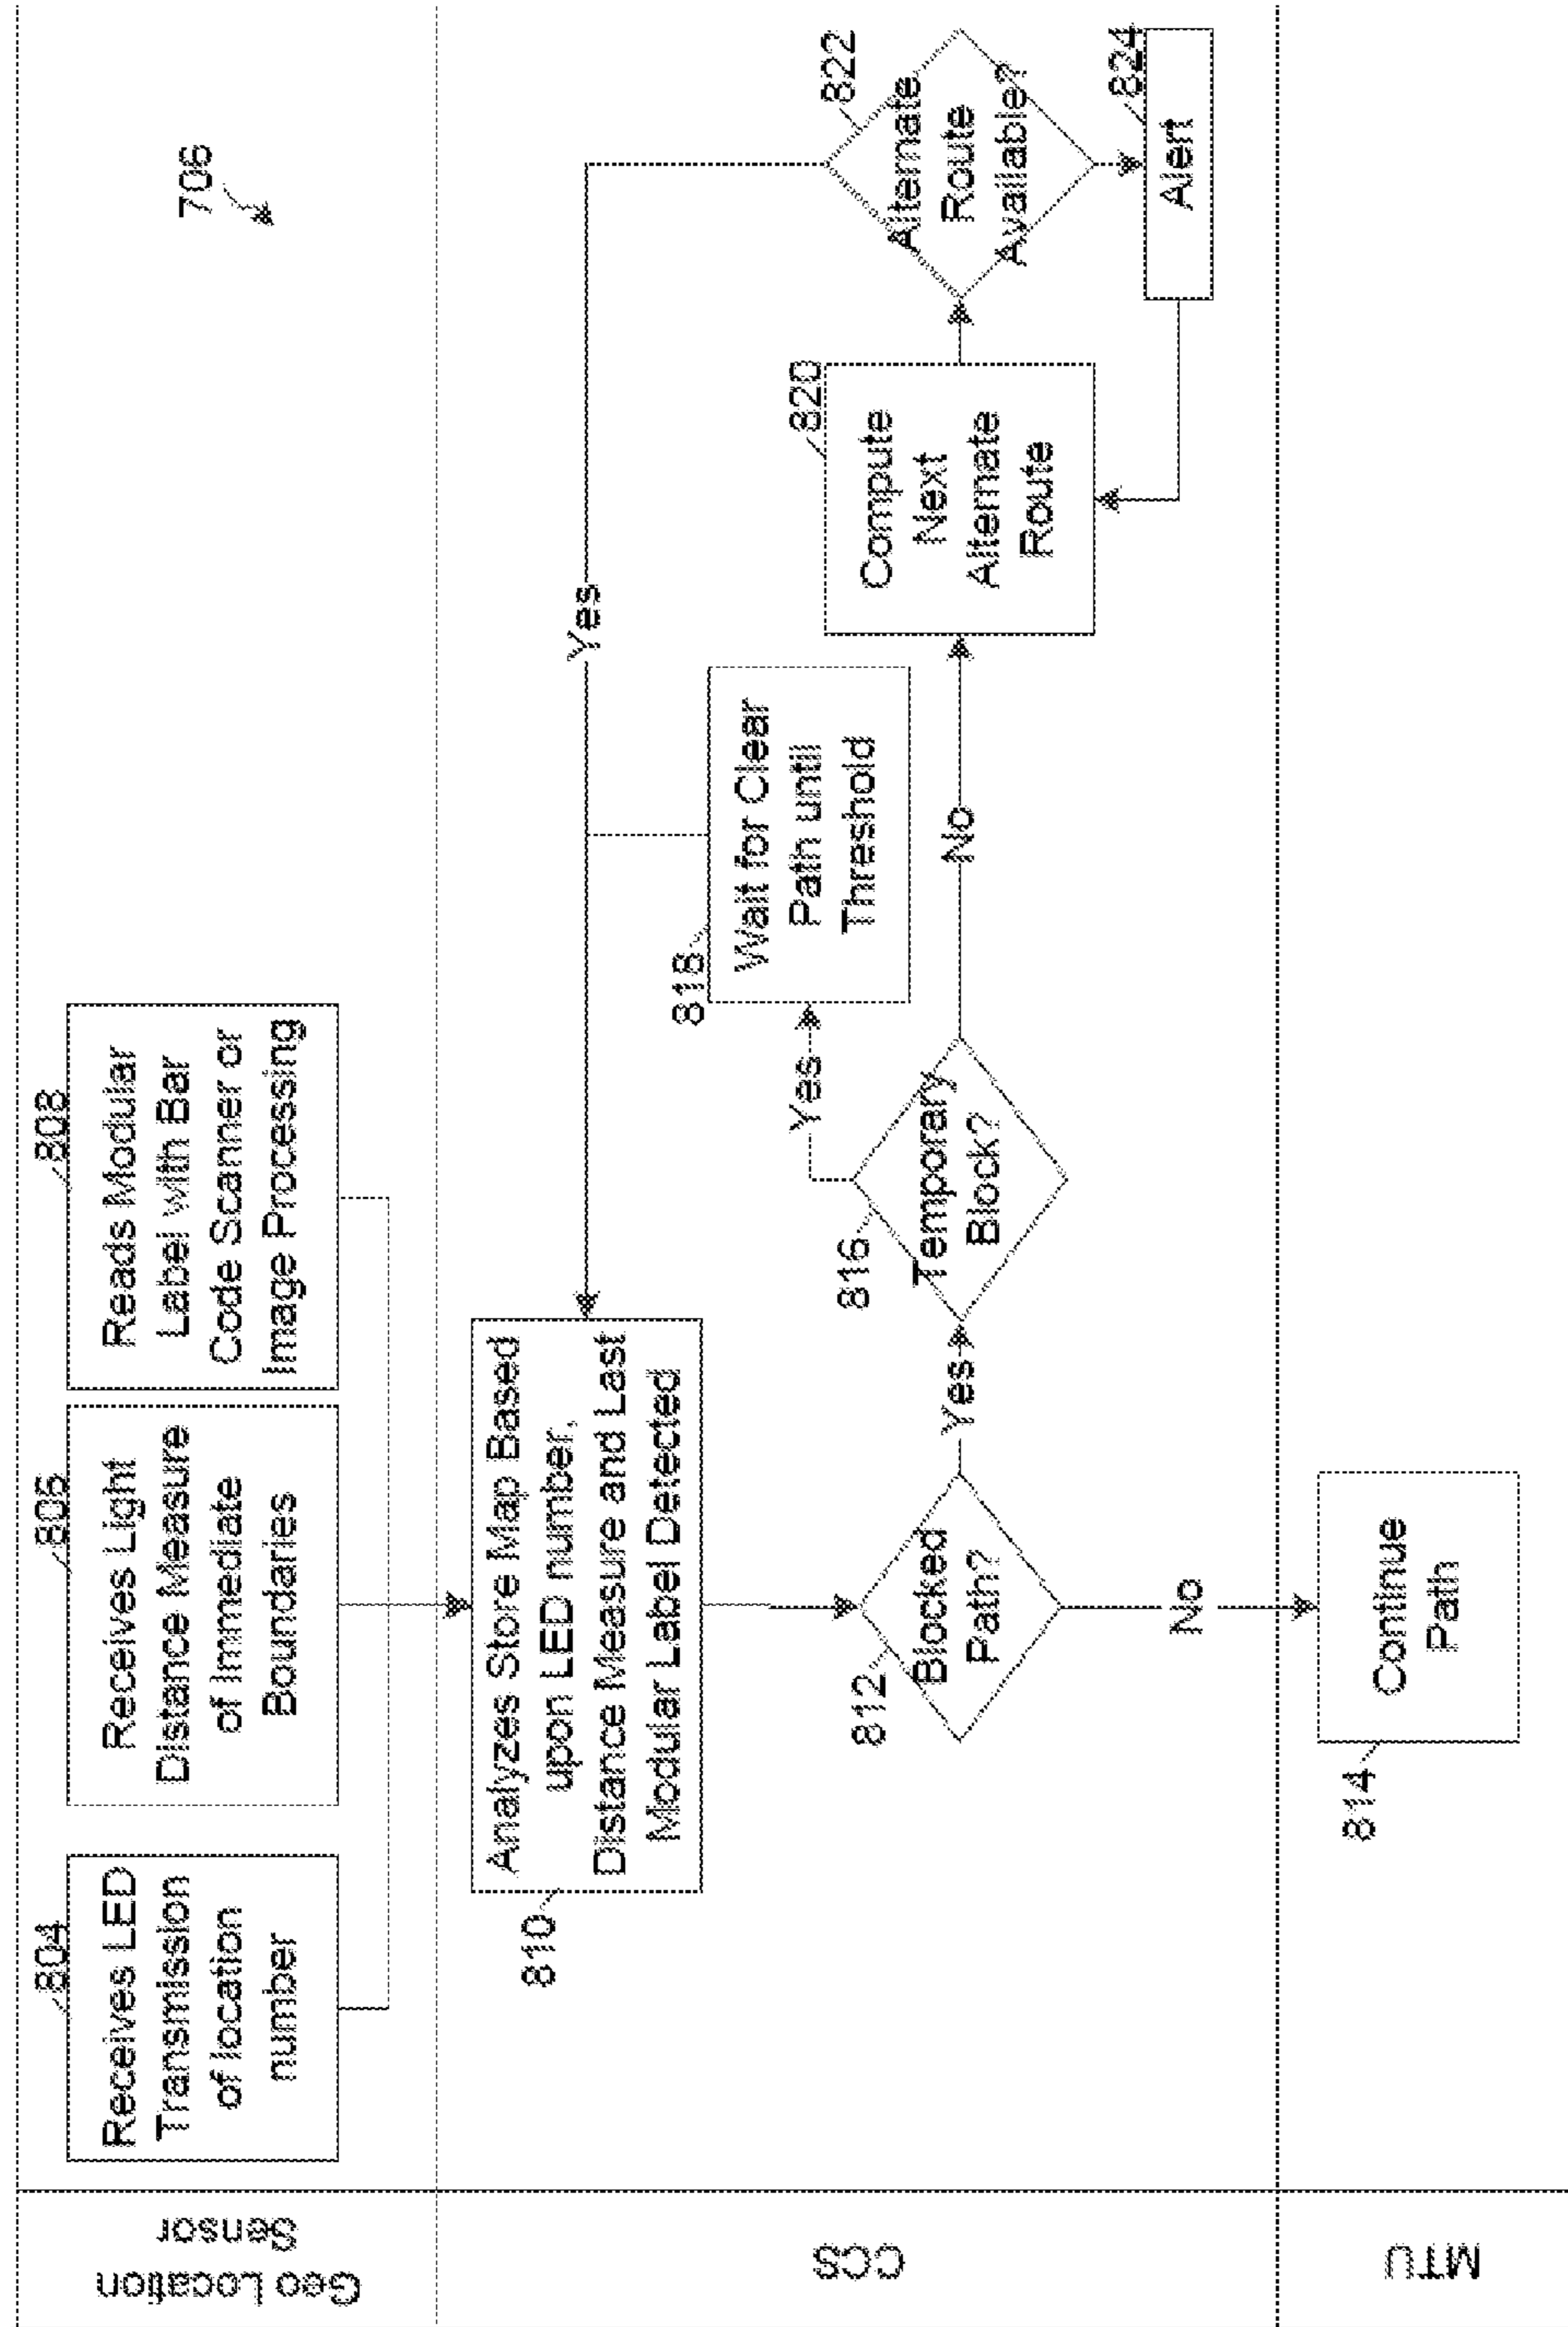 706
Geo Location
Sensor
804
Receives LED
Transmission
of location
number
806
Receives Light
Distance Measure
of Immediate
Boundaries
808
Reads Modular
Label with Bar
Code Scanner or
Image Processing
CCS
810
Analyzes Store Map Based
upon LED number,
Distance Measure and Last
Modular Label Detected
Yes
812
Blocked
Path?
Yes
816
Temporary
Block?
Yes
818
Wait for Clear
Path until
Threshold
No
820
Compute
Next
Alternate
Route
822
Alternate
Route
Available?
824
Alert
No
MTU
814
Continue
Path